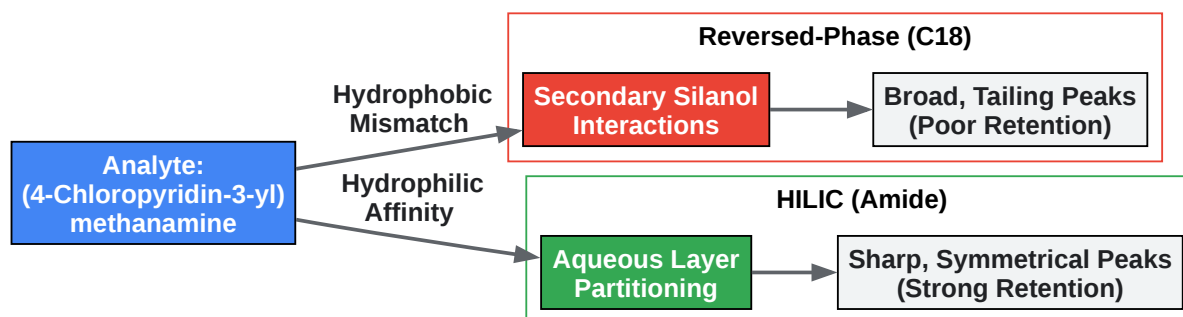 Reversed-Phase (C18)
Hydrophobic
Mismatch
Secondary Silanol
Interactions
Broad, Tailing Peaks
(Poor Retention)
Analyte:
(4-Chloropyridin-3-yl)
methanamine
Hydrophilic
Affinity
HILIC (Amide)
Aqueous Layer
Partitioning
Sharp, Symmetrical Peaks
(Strong Retention)